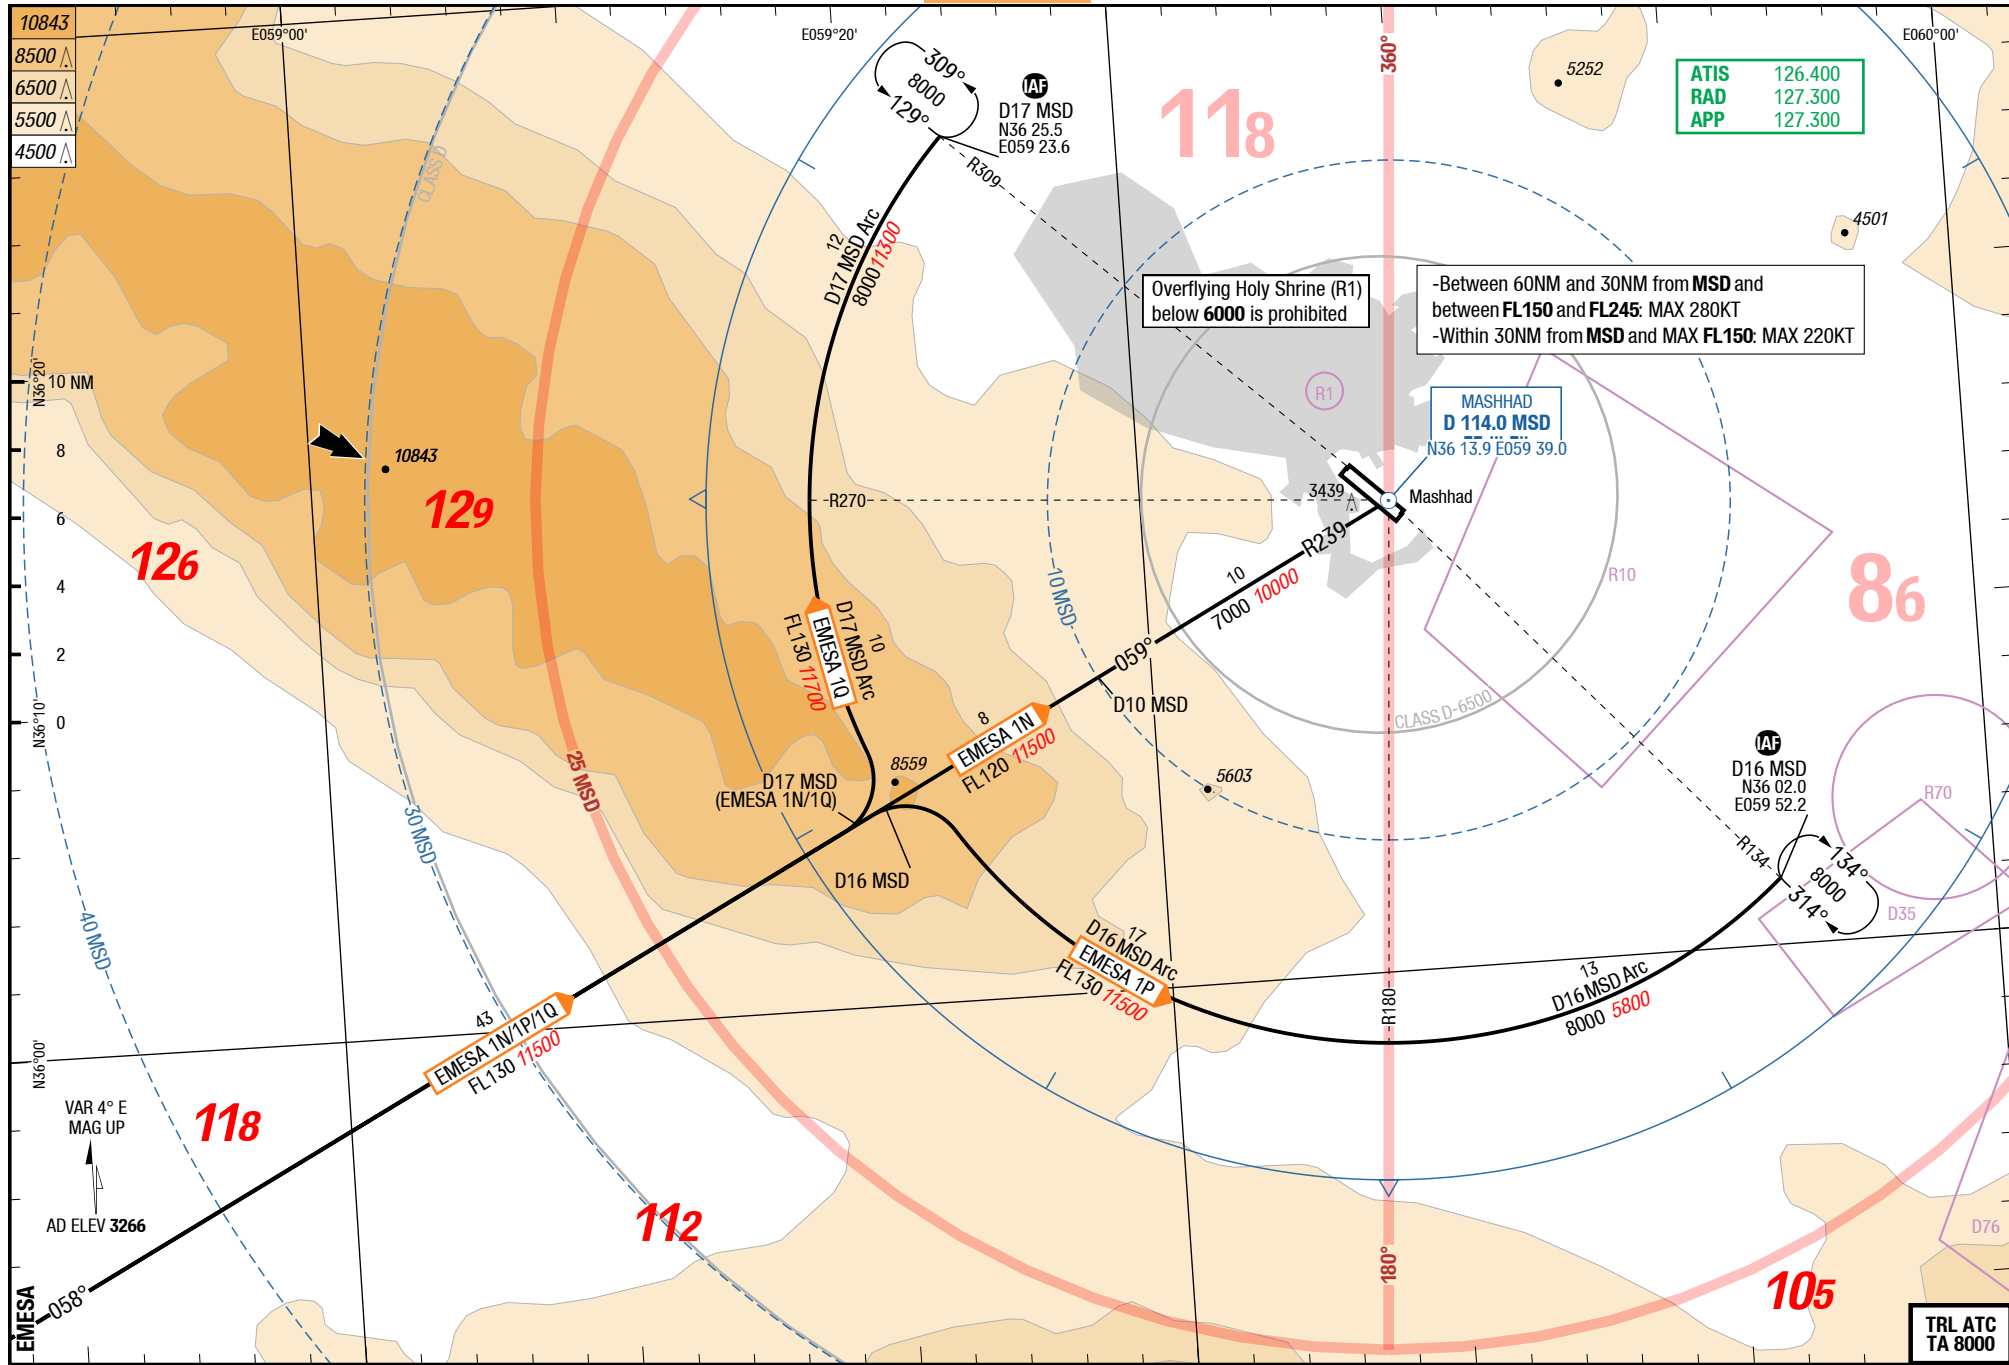 10843
8500
6500
5500
4500
E059°00'
E059°20'
E060°00'
360°
309°
8000
129°
IAF
D17 MSD
N36 25.5
E059 23.6
R309
118
5252
ATIS 126.400
RAD 127.300
APP 127.300
4501
CLASS D
12
D17 MSD Arc
8000 11300
Overflying Holy Shrine (R1)
below 6000 is prohibited
-Between 60NM and 30NM from MSD and
between FL150 and FL245: MAX 280KT
-Within 30NM from MSD and MAX FL150: MAX 220KT
R1
MASHHAD
D 114.0 MSD
N36 13.9 E059 39.0
N36°20'
10 NM
8
6
4
2
0
N36°10'
N36°00'
10843
129
126
R270
3439
Mashhad
R239
10
7000 10000
059°
R10
86
10 MSD
D17 MSD Arc
10
EMESA 1Q
FL130 11700
D10 MSD
CLASS D-6500
8
EMESA 1N
FL120 11500
8559
5603
25 MSD
D17 MSD
(EMESA 1N/1Q)
30 MSD
D16 MSD
IAF
D16 MSD
N36 02.0
E059 52.2
R70
R134
134°
8000
314°
D35
40 MSD
17
D16 MSD Arc
EMESA 1P
FL130 11500
R180
13
D16 MSD Arc
8000 5800
43
EMESA 1N/1P/1Q
FL130 11500
VAR 4° E
MAG UP
118
AD ELEV 3266
112
180°
D76
105
EMESA
058°
TRL ATC
TA 8000